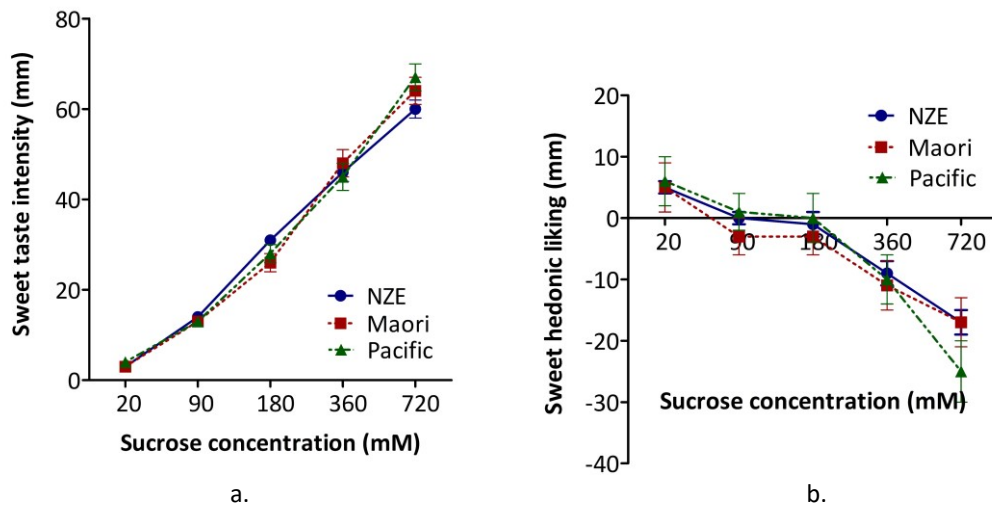 80
60
40
20
0
Sweet taste intensity (mm)
NZE
Maori
Pacific
20 90 180 360 720
Sucrose concentration (mM)
a.
20
10
0
-10
-20
-30
-40
Sweet hedonic liking (mm)
NZE
Maori
Pacific
20 90 180 360 720
Sucrose concentration (mM)
b.